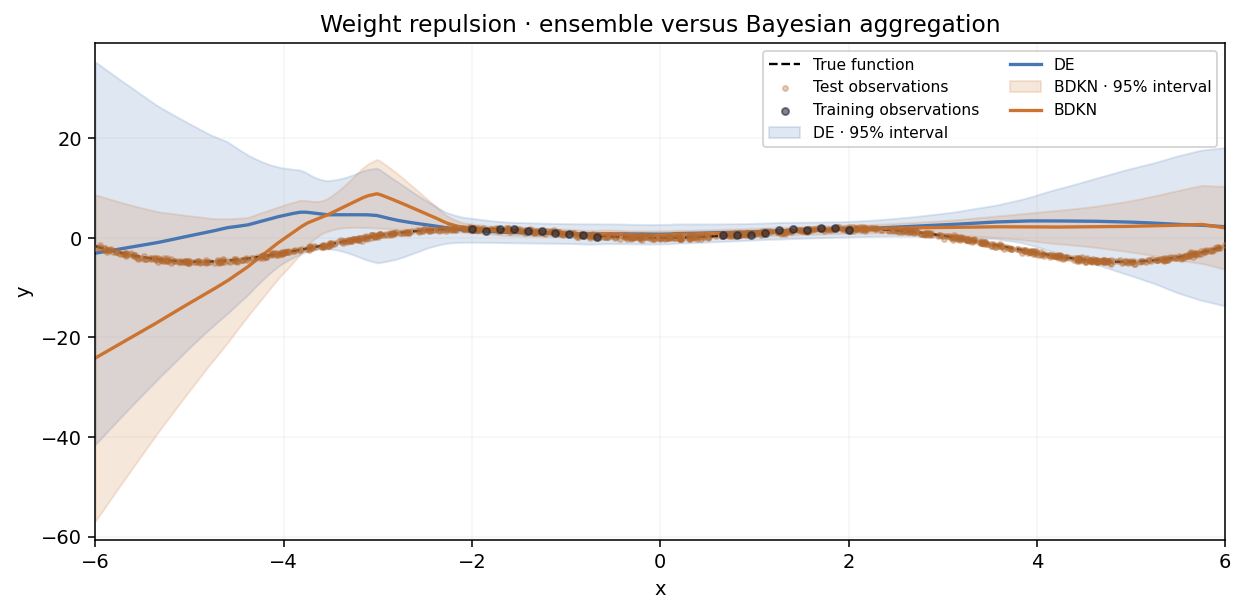 Weight repulsion · ensemble versus Bayesian aggregation
True function
Test observations
Training observations
DE · 95% interval
DE
BDKN · 95% interval
BDKN
y
20
0
−20
−40
−60
−6
−4
−2
0
2
4
6
x